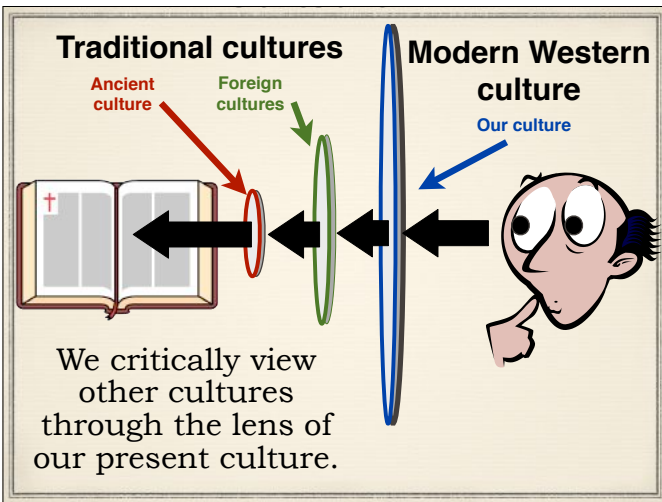 Traditional cultures
Modern Western
culture
Ancient
culture
Foreign
cultures
Our culture
We critically view
other cultures
through the lens of
our present culture.